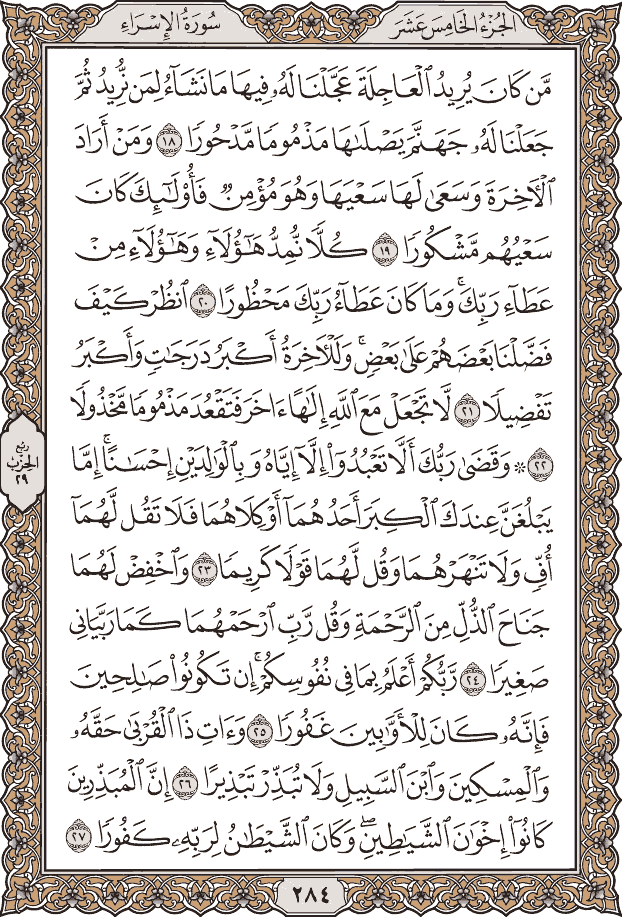 الجُزْءُ الخَامِسَ عَشَرَ
سُورَةُ الإِسْرَاءِ
مَّن كَانَ يُرِيدُ ٱلْعَاجِلَةَ عَجَّلْنَا لَهُۥ فِيهَا مَا نَشَآءُ لِمَن نُّرِيدُ ثُمَّ
جَعَلْنَا لَهُۥ جَهَنَّمَ يَصْلَىٰهَا مَذْمُومًا مَّدْحُورًا ١٨ وَمَنْ أَرَادَ
ٱلْأَخِرَةَ وَسَعَىٰ لَهَا سَعْيَهَا وَهُوَ مُؤْمِنٌ فَأُو۟لَـٰٓئِكَ كَانَ
سَعْيُهُم مَّشْكُورًا ١٩ كُلًّا نُّمِدُّ هَـٰٓؤُلَآءِ وَهَـٰٓؤُلَآءِ مِنْ
عَطَآءِ رَبِّكَ ۚ وَمَا كَانَ عَطَآءُ رَبِّكَ مَحْظُورًا ٢٠ ٱنظُرْ كَيْفَ
فَضَّلْنَا بَعْضَهُمْ عَلَىٰ بَعْضٍ ۚ وَلَلْأَخِرَةُ أَكْبَرُ دَرَجَـٰتٍ وَأَكْبَرُ
تَفْضِيلًا ٢١ لَّا تَجْعَلْ مَعَ ٱللَّهِ إِلَـٰهًا ءَاخَرَ فَتَقْعُدَ مَذْمُومًا مَّخْذُولًا
٢٢ ۞ وَقَضَىٰ رَبُّكَ أَلَّا تَعْبُدُوٓا۟ إِلَّآ إِيَّاهُ وَبِٱلْوَٰلِدَيْنِ إِحْسَـٰنًا ۚ إِمَّا
يَبْلُغَنَّ عِندَكَ ٱلْكِبَرَ أَحَدُهُمَآ أَوْ كِلَاهُمَا فَلَا تَقُل لَّهُمَآ
أُفٍّ وَلَا تَنْهَرْهُمَا وَقُل لَّهُمَا قَوْلًا كَرِيمًا ٢٣ وَٱخْفِضْ لَهُمَا
جَنَاحَ ٱلذُّلِّ مِنَ ٱلرَّحْمَةِ وَقُل رَّبِّ ٱرْحَمْهُمَا كَمَا رَبَّيَانِى
صَغِيرًا ٢٤ رَّبُّكُمْ أَعْلَمُ بِمَا فِى نُفُوسِكُمْ ۚ إِن تَكُونُوا۟ صَـٰلِحِينَ
فَإِنَّهُۥ كَانَ لِلْأَوَّٰبِينَ غَفُورًا ٢٥ وَءَاتِ ذَا ٱلْقُرْبَىٰ حَقَّهُۥ
وَٱلْمِسْكِينَ وَٱبْنَ ٱلسَّبِيلِ وَلَا تُبَذِّرْ تَبْذِيرًا ٢٦ إِنَّ ٱلْمُبَذِّرِينَ
كَانُوٓا۟ إِخْوَٰنَ ٱلشَّيَـٰطِينِ ۖ وَكَانَ ٱلشَّيْطَـٰنُ لِرَبِّهِۦ كَفُورًا ٢٧
ربع
الحزب
٢٩
٢٨٤